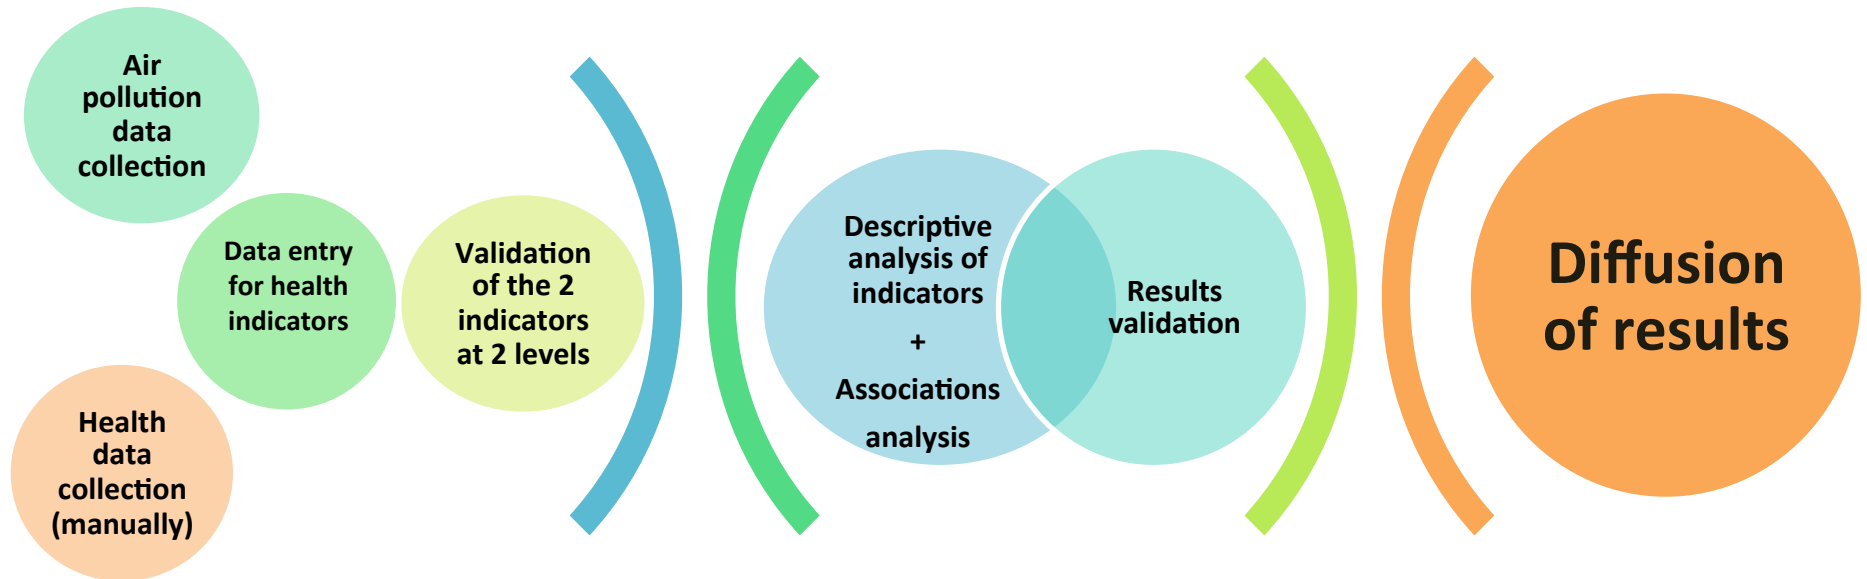 Air
pollution
data
collection
Health
data
collection
(manually)
Data entry
for health
indicators
Validation
of the 2
indicators
at 2 levels
Descriptive
analysis of
indicators
+
Associations
analysis
Results
validation
Diffusion
of results